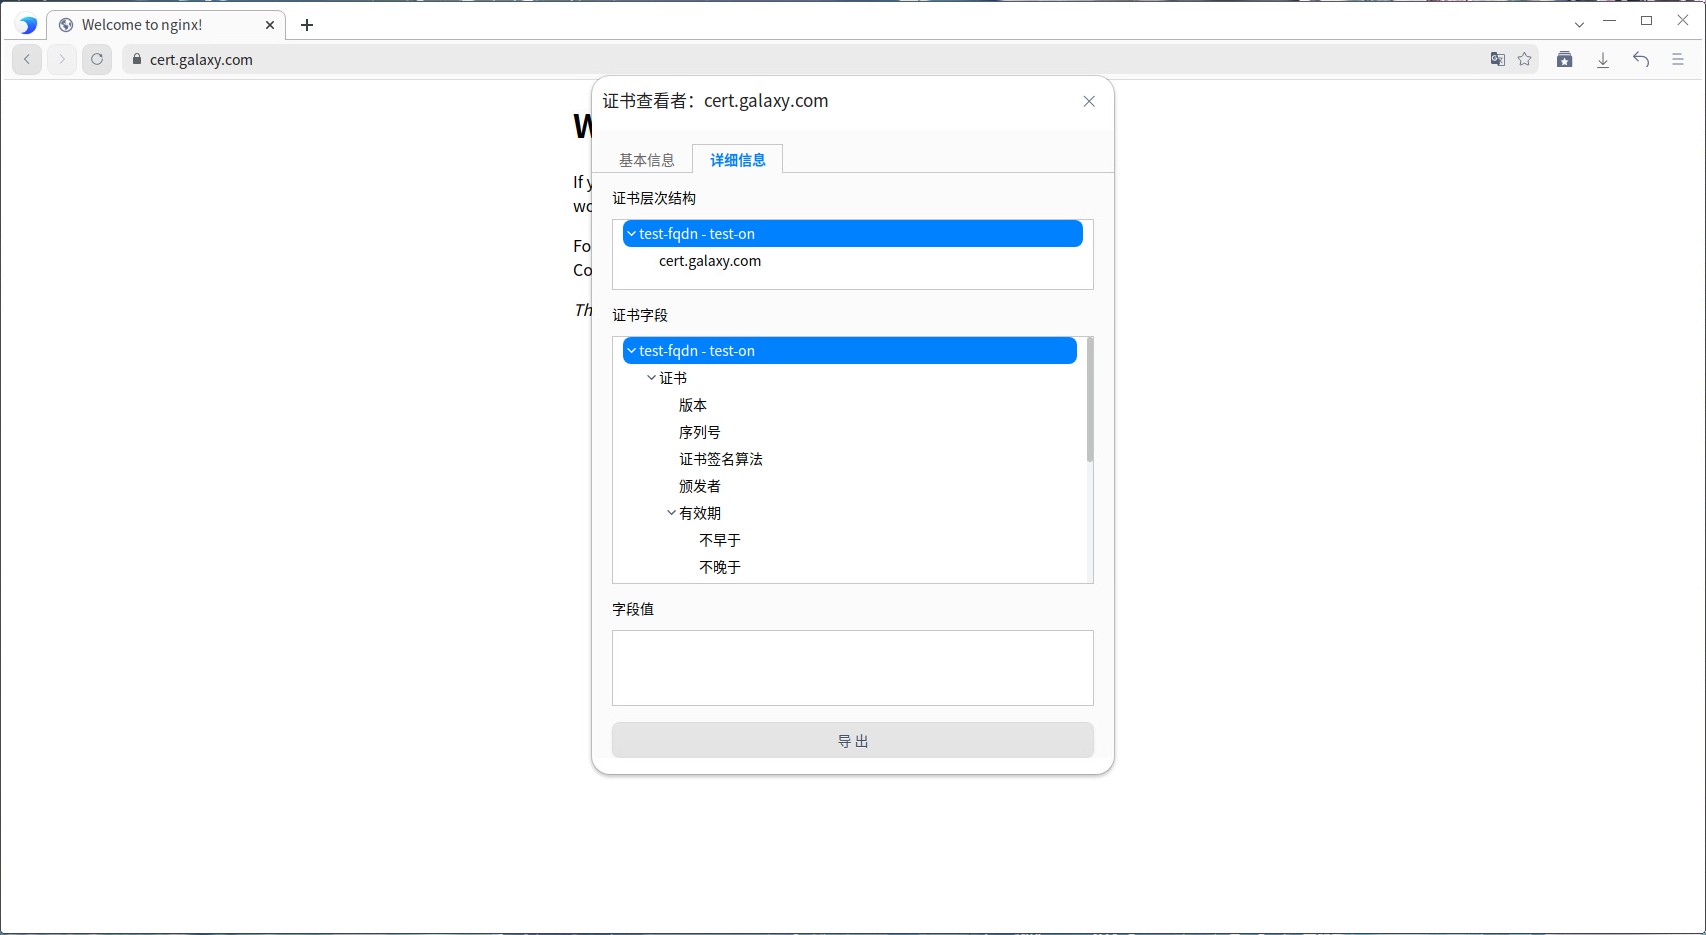 Welcome to nginx!
cert.galaxy.com
证书查看者：cert.galaxy.com
W
基本信息
详细信息
If y
wo
证书层次结构
test-fqdn - test-on
Fo
cert.galaxy.com
Co
Th
证书字段
test-fqdn - test-on
证书
版本
序列号
证书签名算法
颁发者
有效期
不早于
不晚于
字段值
导出